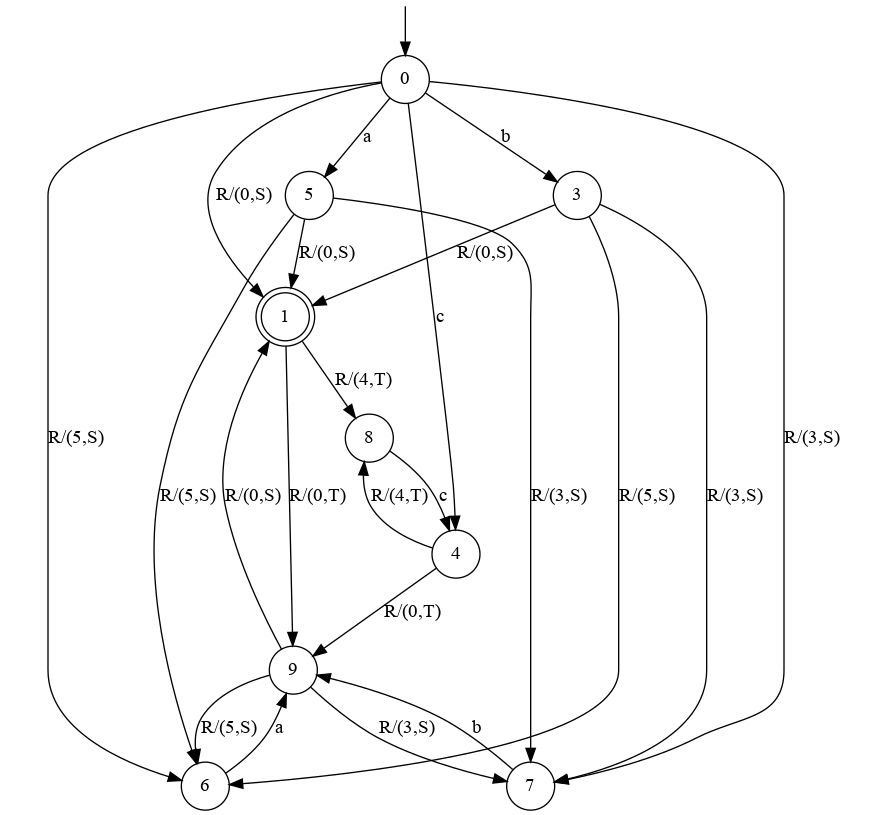 0
a
b
R/(0,S)
5
3
R/(0,S)
R/(0,S)
1
c
R/(4,T)
8
R/(5,S)
R/(3,S)
R/(5,S)
R/(0,S)
R/(0,T)
R/(4,T)
c
R/(3,S)
R/(5,S)
R/(3,S)
4
R/(0,T)
9
R/(5,S)
a
R/(3,S)
b
6
7